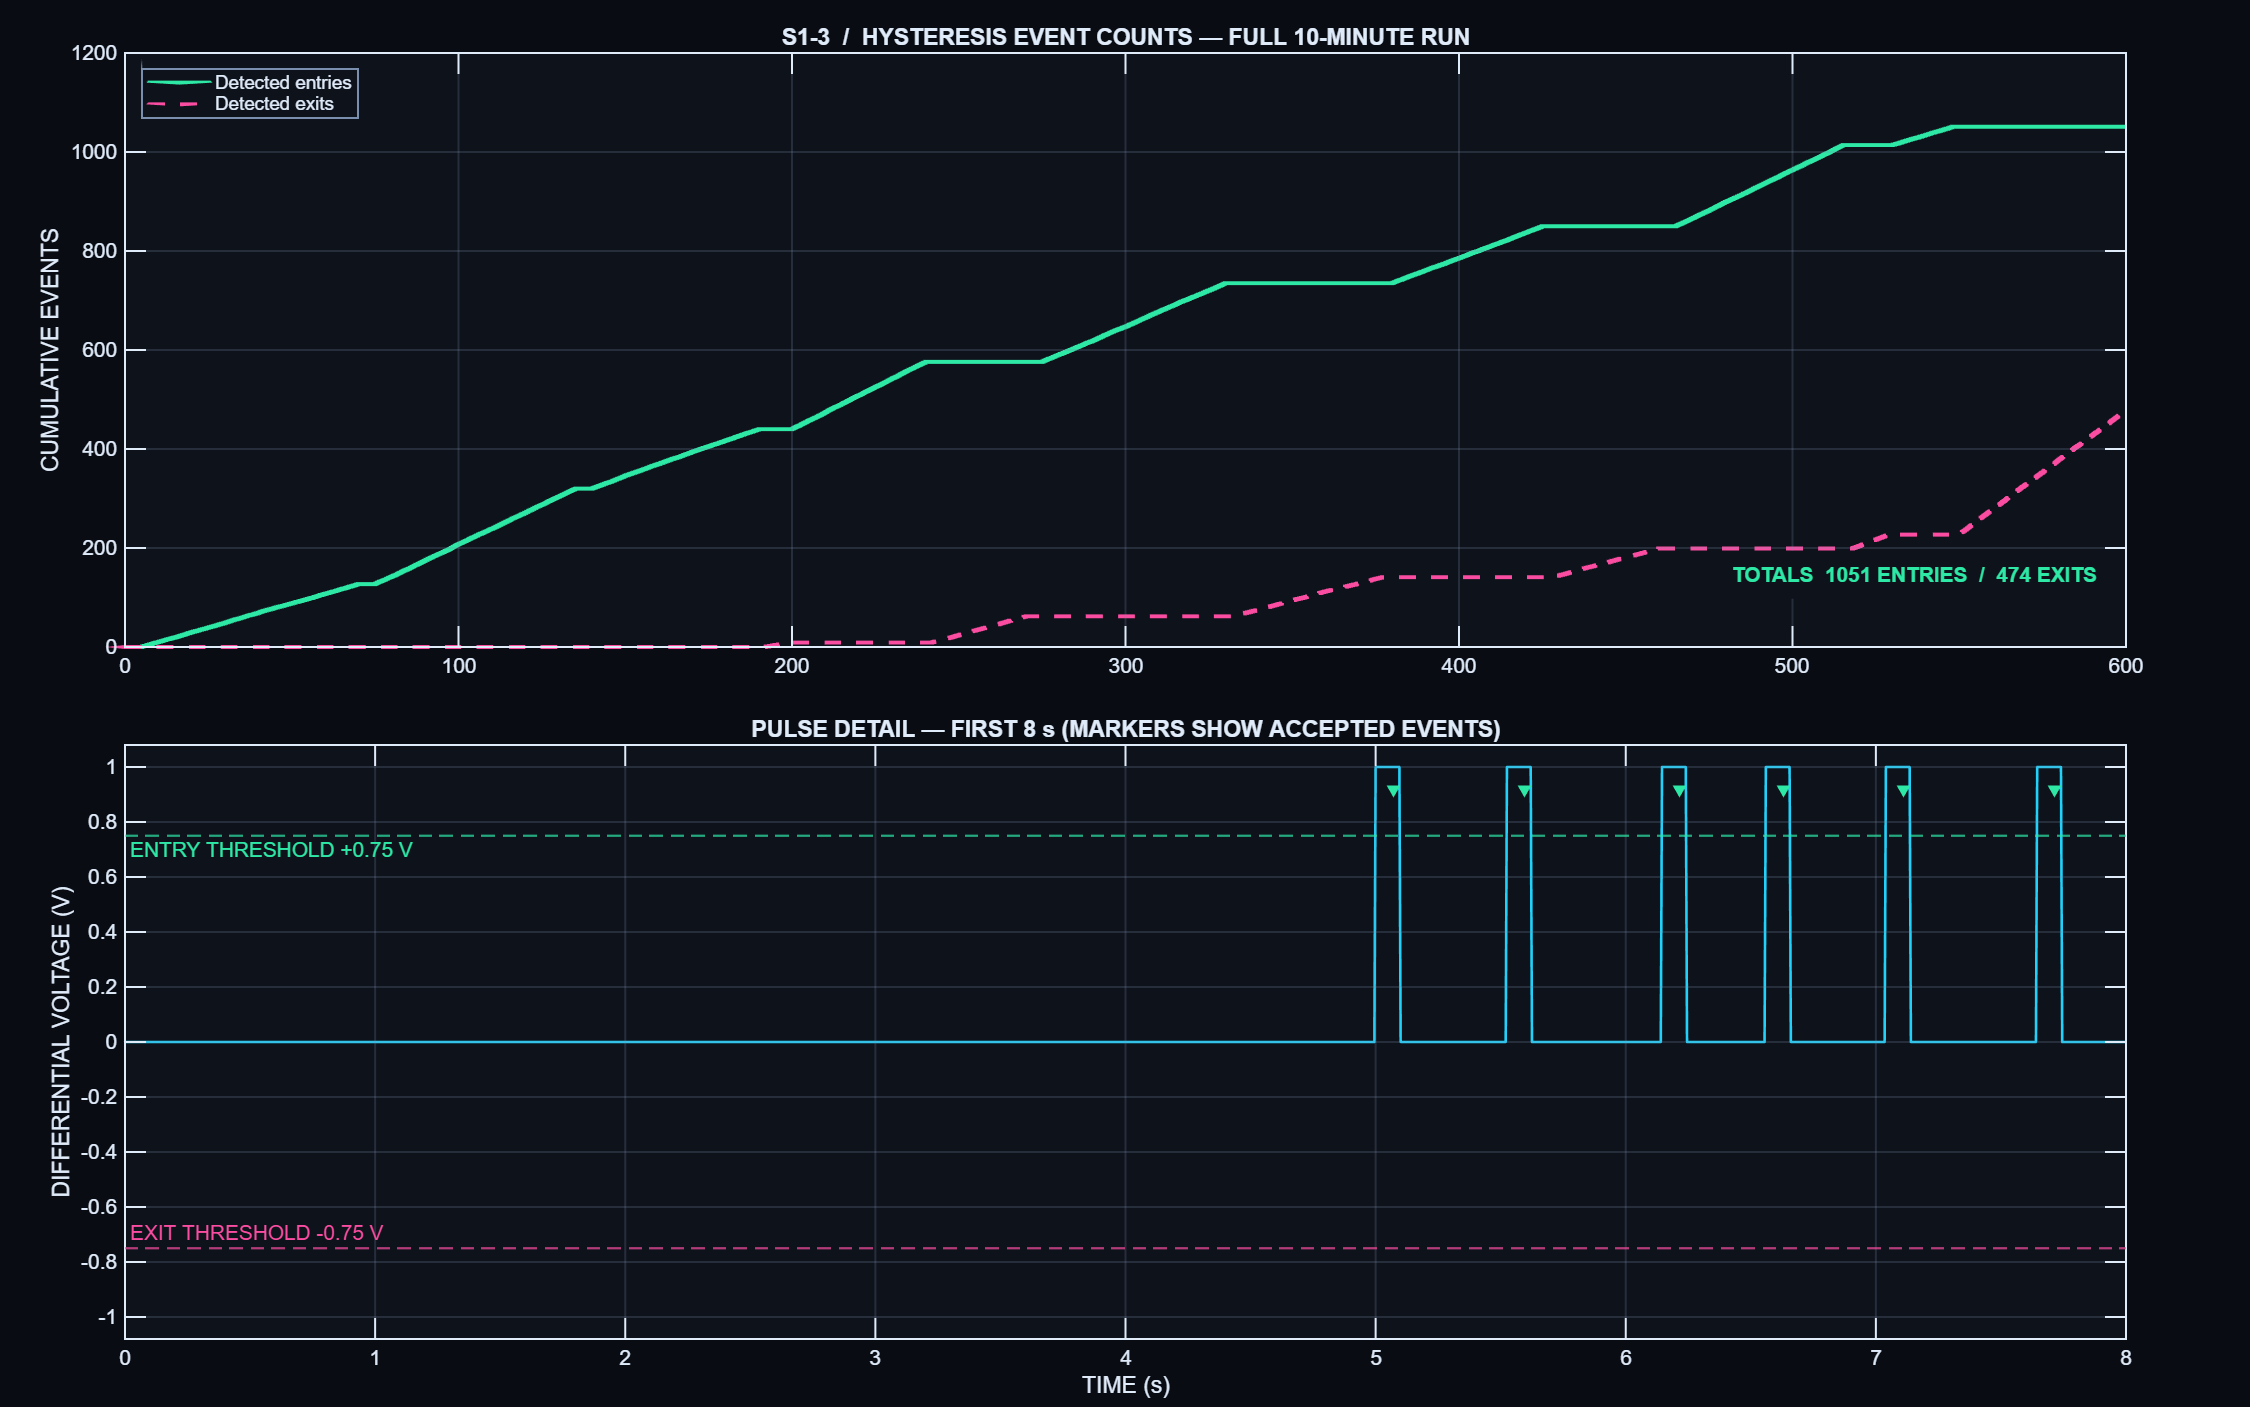 S1-3 / HYSTERESIS EVENT COUNTS — FULL 10-MINUTE RUN
1200
1000
800
600
400
200
0
CUMULATIVE EVENTS
Detected entries
Detected exits
TOTALS 1051 ENTRIES / 474 EXITS
0 100 200 300 400 500 600
PULSE DETAIL — FIRST 8 s (MARKERS SHOW ACCEPTED EVENTS)
1
0.8
0.6
0.4
0.2
0
-0.2
-0.4
-0.6
-0.8
-1
DIFFERENTIAL VOLTAGE (V)
ENTRY THRESHOLD +0.75 V
EXIT THRESHOLD -0.75 V
0 1 2 3 4 5 6 7 8
TIME (s)